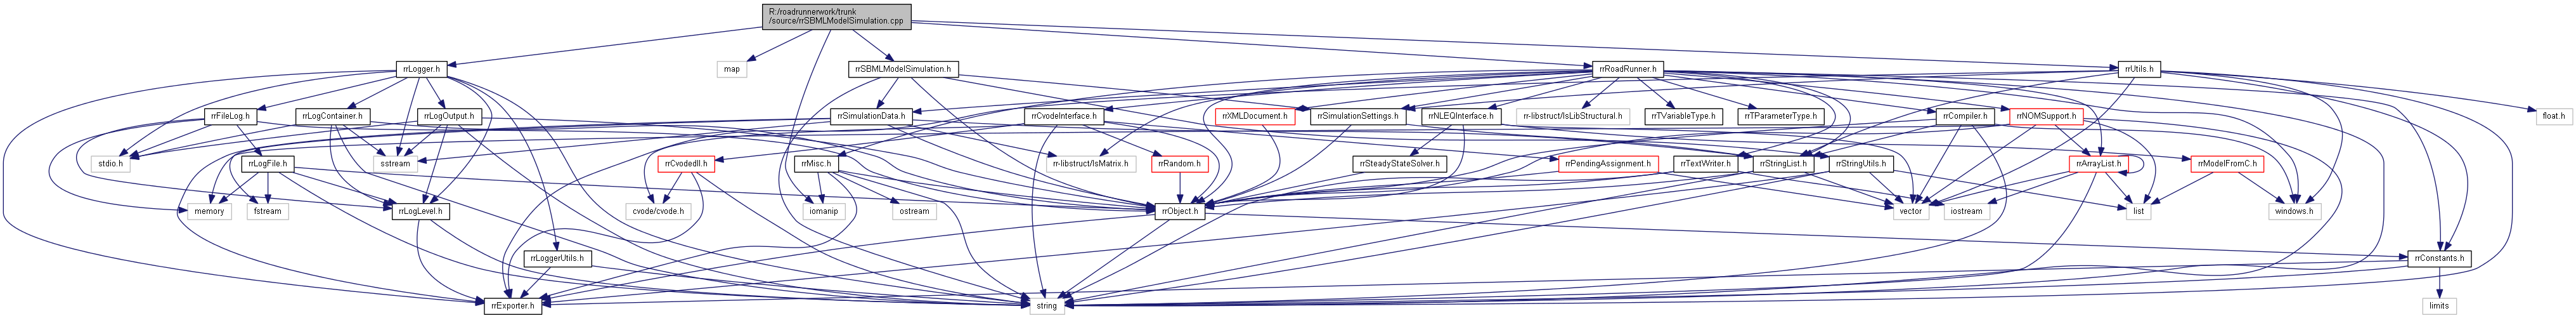 R:/roadrunnerwork/trunk
/source/rrSBMLModelSimulation.cpp
rrLogger.h
map
rrSBMLModelSimulation.h
rrRoadRunner.h
rrUtils.h
rrFileLog.h
rrLogContainer.h
rrLogOutput.h
rrSimulationData.h
rrCvodeInterface.h
rrXMLDocument.h
rrSimulationSettings.h
rrNLEQInterface.h
rr-libstruct/lsLibStructural.h
rrTVariableType.h
rrTParameterType.h
rrCompiler.h
rrNOMSupport.h
float.h
stdio.h
rrLogFile.h
sstream
rrCvodedll.h
rrMisc.h
rr-libstruct/lsMatrix.h
rrRandom.h
rrSteadyStateSolver.h
rrPendingAssignment.h
rrTextWriter.h
rrStringList.h
rrStringUtils.h
rrArrayList.h
rrModelFromC.h
memory
fstream
rrLogLevel.h
cvode/cvode.h
iomanip
ostream
rrObject.h
vector
iostream
list
windows.h
rrLoggerUtils.h
rrConstants.h
rrExporter.h
string
limits